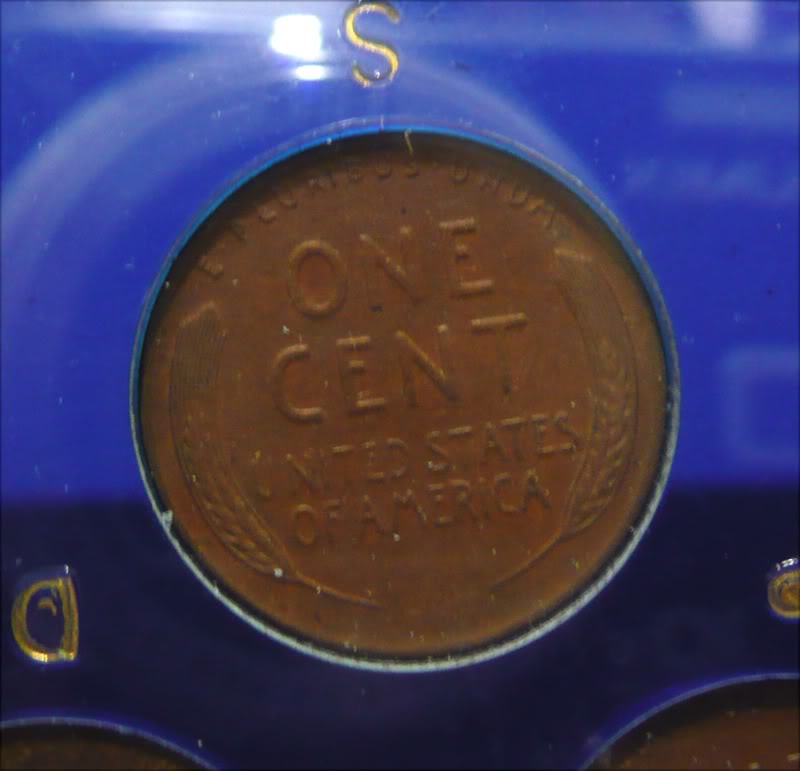 S
E PLURIBUS · UNUM
ONE
CENT
UNITED STATES
OF AMERICA
D